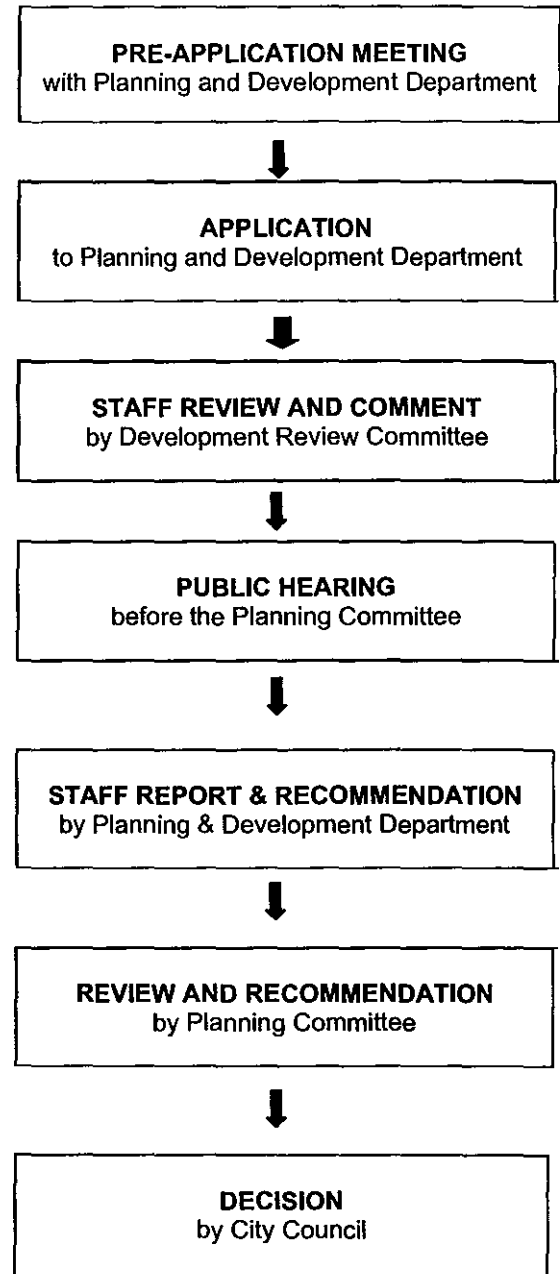 PRE-APPLICATION MEETING
with Planning and Development Department
APPLICATION
to Planning and Development Department
STAFF REVIEW AND COMMENT
by Development Review Committee
PUBLIC HEARING
before the Planning Committee
STAFF REPORT & RECOMMENDATION
by Planning & Development Department
REVIEW AND RECOMMENDATION
by Planning Committee
DECISION
by City Council